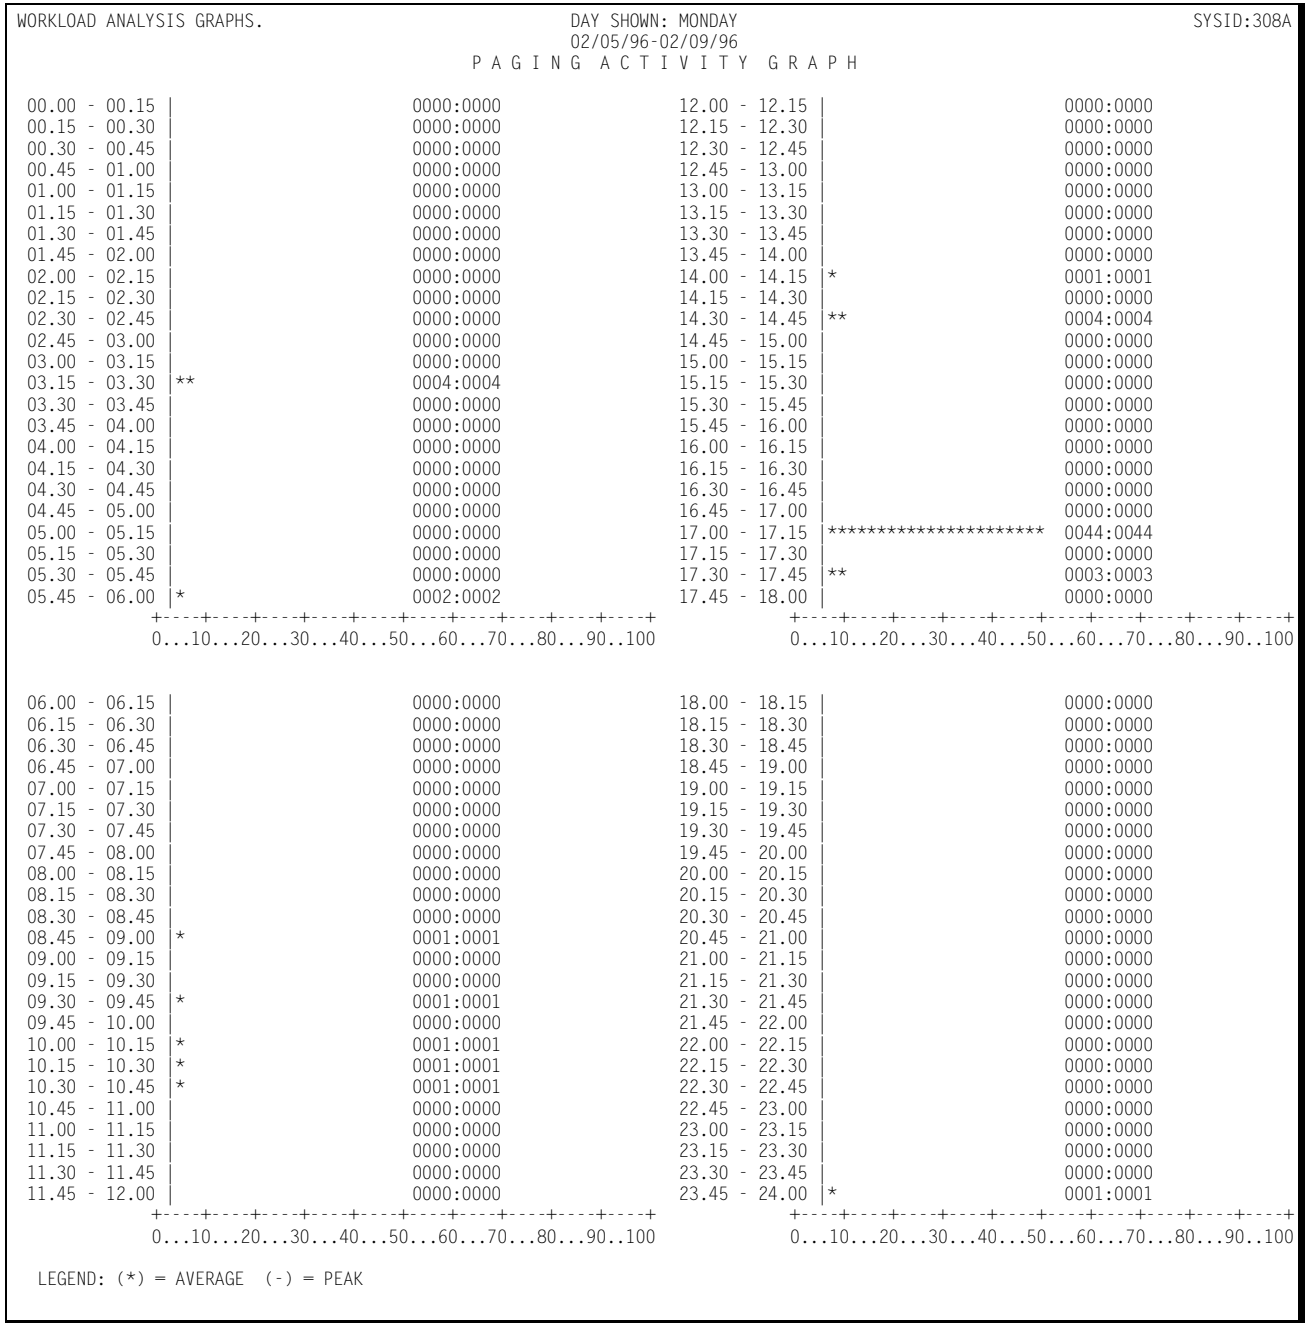 WORKLOAD ANALYSIS GRAPHS. DAY SHOWN: MONDAY SYSID:308A
02/05/96-02/09/96
P A G I N G  A C T I V I T Y  G R A P H
00.00 - 00.15 | 0000:0000 12.00 - 12.15 | 0000:0000
00.15 - 00.30 | 0000:0000 12.15 - 12.30 | 0000:0000
00.30 - 00.45 | 0000:0000 12.30 - 12.45 | 0000:0000
00.45 - 01.00 | 0000:0000 12.45 - 13.00 | 0000:0000
01.00 - 01.15 | 0000:0000 13.00 - 13.15 | 0000:0000
01.15 - 01.30 | 0000:0000 13.15 - 13.30 | 0000:0000
01.30 - 01.45 | 0000:0000 13.30 - 13.45 | 0000:0000
01.45 - 02.00 | 0000:0000 13.45 - 14.00 | 0000:0000
02.00 - 02.15 | 0000:0000 14.00 - 14.15 |* 0001:0001
02.15 - 02.30 | 0000:0000 14.15 - 14.30 | 0000:0000
02.30 - 02.45 | 0000:0000 14.30 - 14.45 |** 0004:0004
02.45 - 03.00 | 0000:0000 14.45 - 15.00 | 0000:0000
03.00 - 03.15 | 0000:0000 15.00 - 15.15 | 0000:0000
03.15 - 03.30 |** 0004:0004 15.15 - 15.30 | 0000:0000
03.30 - 03.45 | 0000:0000 15.30 - 15.45 | 0000:0000
03.45 - 04.00 | 0000:0000 15.45 - 16.00 | 0000:0000
04.00 - 04.15 | 0000:0000 16.00 - 16.15 | 0000:0000
04.15 - 04.30 | 0000:0000 16.15 - 16.30 | 0000:0000
04.30 - 04.45 | 0000:0000 16.30 - 16.45 | 0000:0000
04.45 - 05.00 | 0000:0000 16.45 - 17.00 | 0000:0000
05.00 - 05.15 | 0000:0000 17.00 - 17.15 |********************** 0044:0044
05.15 - 05.30 | 0000:0000 17.15 - 17.30 | 0000:0000
05.30 - 05.45 | 0000:0000 17.30 - 17.45 |** 0003:0003
05.45 - 06.00 |* 0002:0002 17.45 - 18.00 | 0000:0000
+----+----+----+----+----+----+----+----+----+----+ +----+----+----+----+----+----+----+----+----+----+
0...10...20...30...40...50...60...70...80...90..100 0...10...20...30...40...50...60...70...80...90..100
06.00 - 06.15 | 0000:0000 18.00 - 18.15 | 0000:0000
06.15 - 06.30 | 0000:0000 18.15 - 18.30 | 0000:0000
06.30 - 06.45 | 0000:0000 18.30 - 18.45 | 0000:0000
06.45 - 07.00 | 0000:0000 18.45 - 19.00 | 0000:0000
07.00 - 07.15 | 0000:0000 19.00 - 19.15 | 0000:0000
07.15 - 07.30 | 0000:0000 19.15 - 19.30 | 0000:0000
07.30 - 07.45 | 0000:0000 19.30 - 19.45 | 0000:0000
07.45 - 08.00 | 0000:0000 19.45 - 20.00 | 0000:0000
08.00 - 08.15 | 0000:0000 20.00 - 20.15 | 0000:0000
08.15 - 08.30 | 0000:0000 20.15 - 20.30 | 0000:0000
08.30 - 08.45 | 0000:0000 20.30 - 20.45 | 0000:0000
08.45 - 09.00 |* 0001:0001 20.45 - 21.00 | 0000:0000
09.00 - 09.15 | 0000:0000 21.00 - 21.15 | 0000:0000
09.15 - 09.30 | 0000:0000 21.15 - 21.30 | 0000:0000
09.30 - 09.45 |* 0001:0001 21.30 - 21.45 | 0000:0000
09.45 - 10.00 | 0000:0000 21.45 - 22.00 | 0000:0000
10.00 - 10.15 |* 0001:0001 22.00 - 22.15 | 0000:0000
10.15 - 10.30 |* 0001:0001 22.15 - 22.30 | 0000:0000
10.30 - 10.45 |* 0001:0001 22.30 - 22.45 | 0000:0000
10.45 - 11.00 | 0000:0000 22.45 - 23.00 | 0000:0000
11.00 - 11.15 | 0000:0000 23.00 - 23.15 | 0000:0000
11.15 - 11.30 | 0000:0000 23.15 - 23.30 | 0000:0000
11.30 - 11.45 | 0000:0000 23.30 - 23.45 | 0000:0000
11.45 - 12.00 | 0000:0000 23.45 - 24.00 |* 0001:0001
+----+----+----+----+----+----+----+----+----+----+ +----+----+----+----+----+----+----+----+----+----+
0...10...20...30...40...50...60...70...80...90..100 0...10...20...30...40...50...60...70...80...90..100
LEGEND: (*) = AVERAGE (-) = PEAK